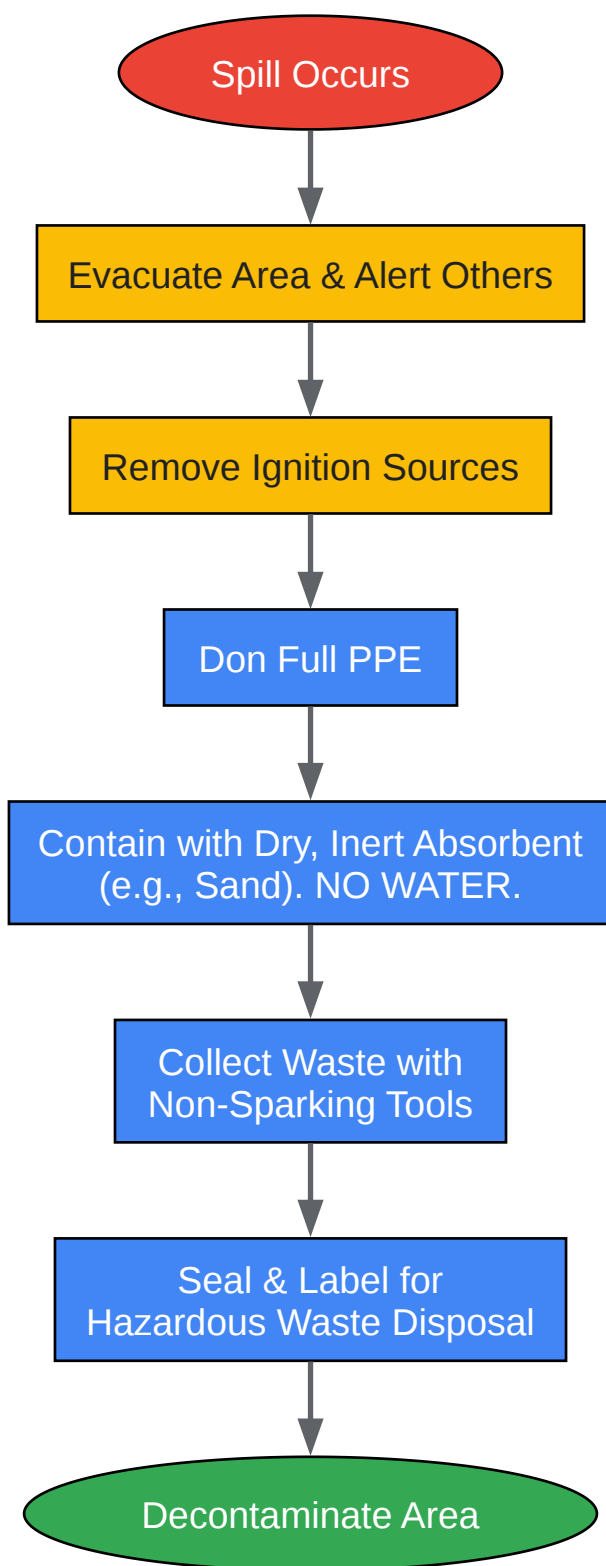 Spill Occurs
Evacuate Area & Alert Others
Remove Ignition Sources
Don Full PPE
Contain with Dry, Inert Absorbent
(e.g., Sand). NO WATER.
Collect Waste with
Non-Sparking Tools
Seal & Label for
Hazardous Waste Disposal
Decontaminate Area